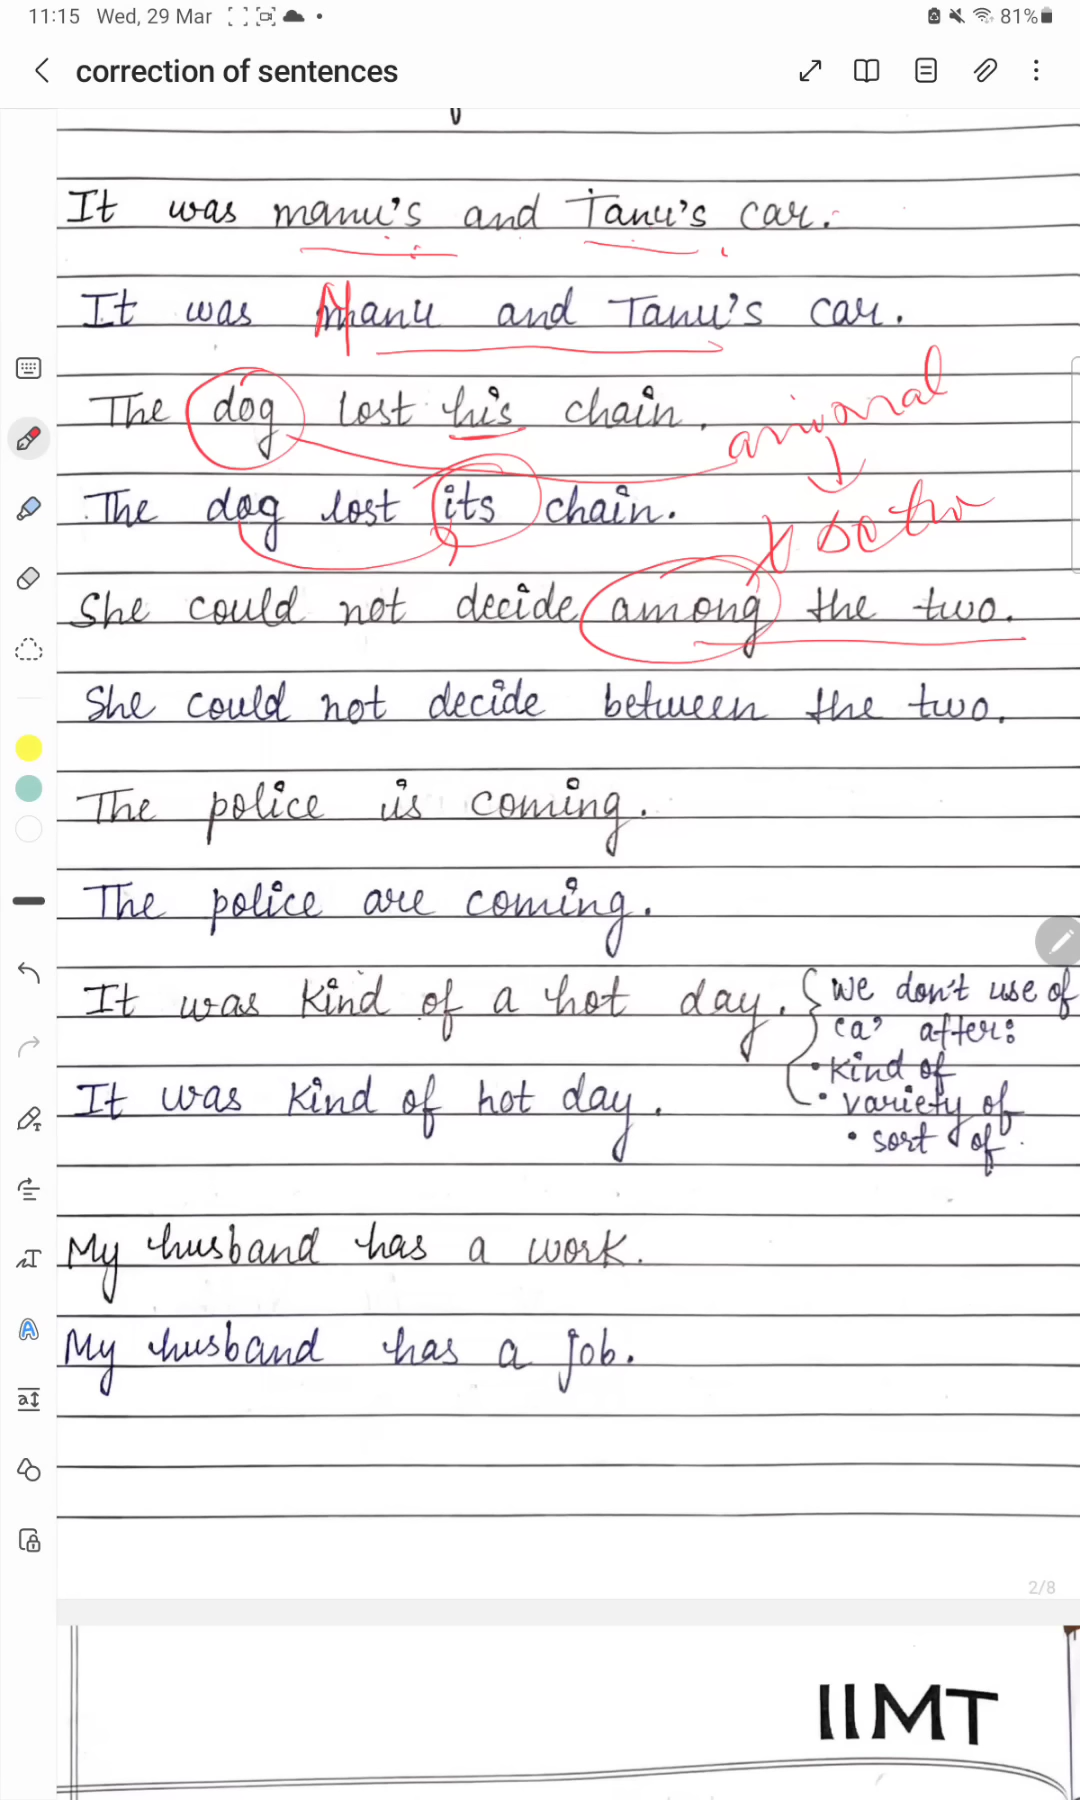 11:15 Wed, 29 Mar 81%
correction of sentences
It was manu's and Tanu's car.
It was Manu and Tanu's car.
The dog lost his chain.
animal
The dog lost its chain.
She could not decide among the two.
She could not decide between the two.
The police is coming.
The police are coming.
It was kind of a hot day.
we don't use of
'a' after:
• kind of
• variety of
• sort of
It was kind of hot day.
My husband has a work.
My husband has a job.
2/8
IIMT